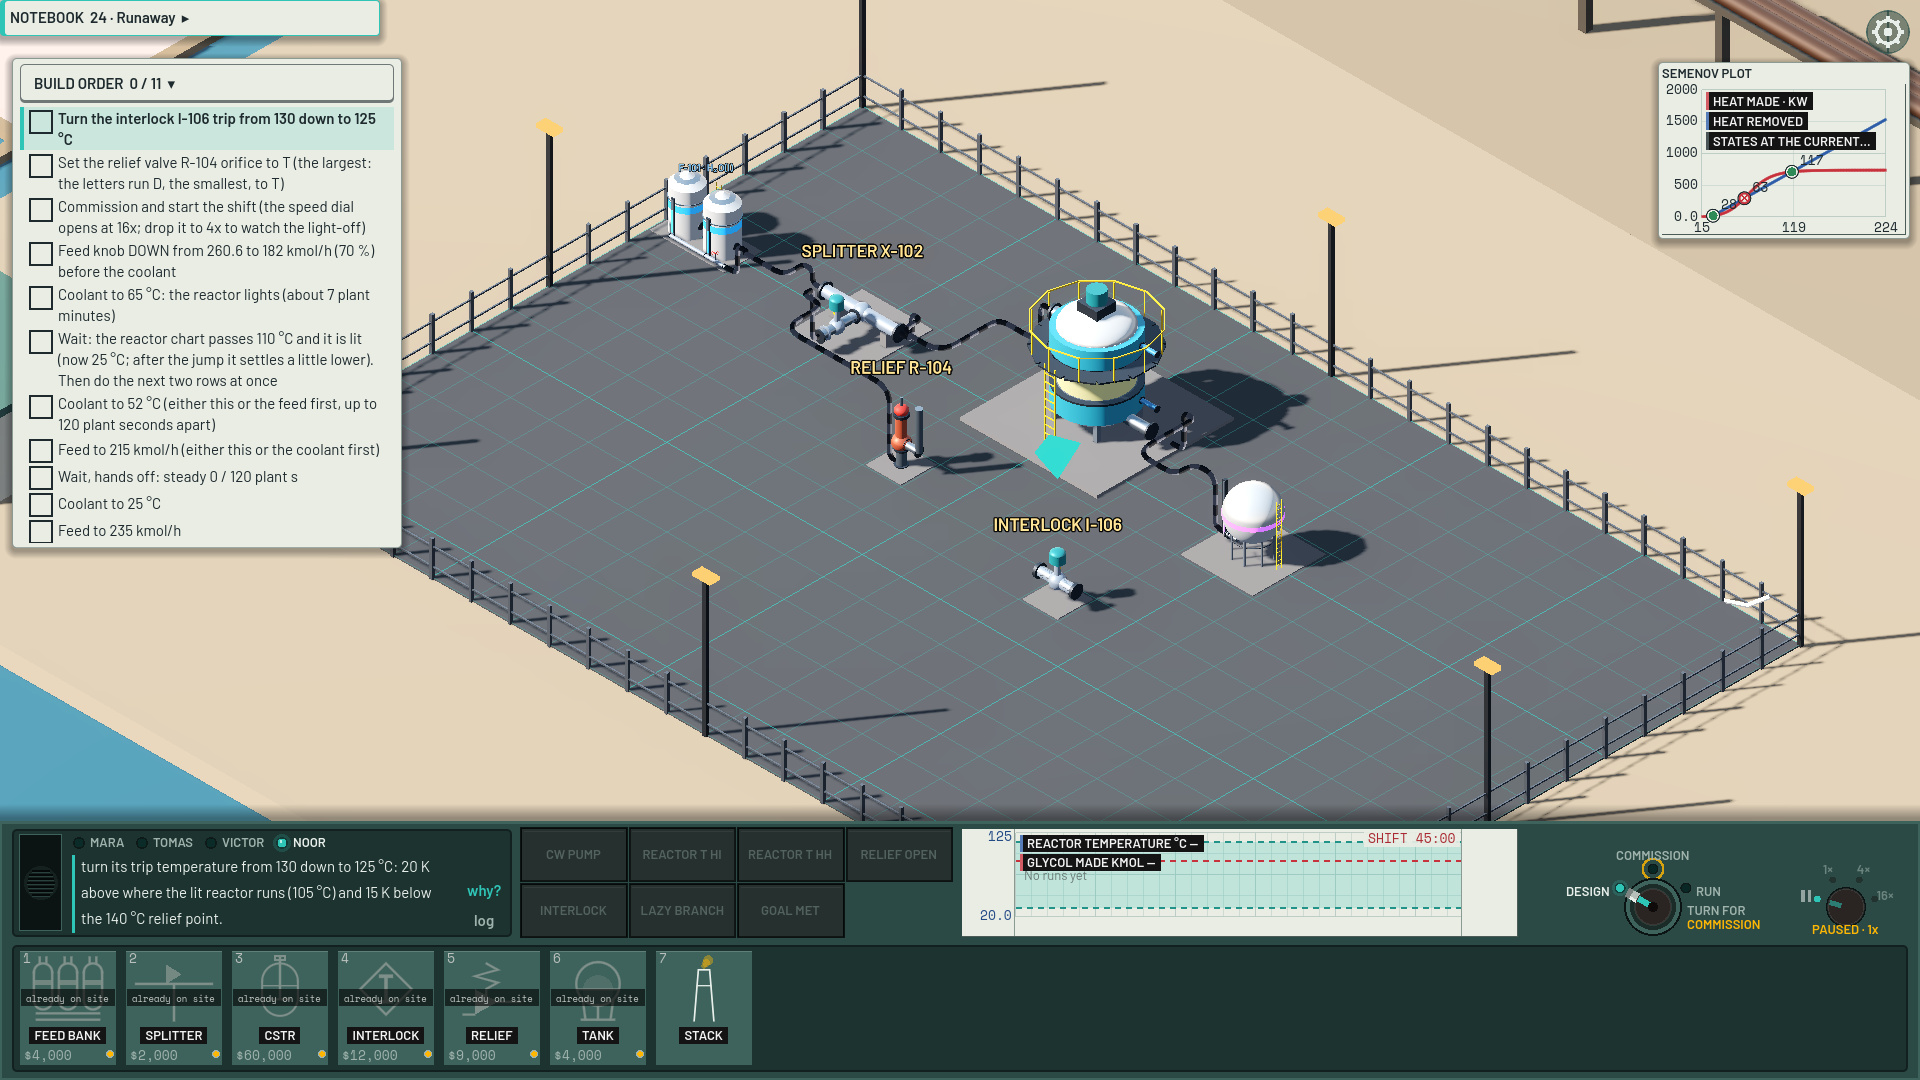 NOTEBOOK 24 · Runaway ►
BUILD ORDER 0 / 11 ▼
Turn the interlock I-106 trip from 130 down to 125
°C
Set the relief valve R-104 orifice to T (the largest:
the letters run D, the smallest, to T)
Commission and start the shift (the speed dial
opens at 16x; drop it to 4x to watch the light-off)
Feed knob DOWN from 260.6 to 182 kmol/h (70 %)
before the coolant
Coolant to 65 °C: the reactor lights (about 7 plant
minutes)
Wait: the reactor chart passes 110 °C and it is lit
(now 25 °C; after the jump it settles a little lower).
Then do the next two rows at once
Coolant to 52 °C (either this or the feed first, up to
120 plant seconds apart)
Feed to 215 kmol/h (either this or the coolant first)
Wait, hands off: steady 0 / 120 plant s
Coolant to 25 °C
Feed to 235 kmol/h
SPLITTER X-102
RELIEF R-104
INTERLOCK I-106
SEMENOV PLOT
2000
1500
1000
500
0.0
HEAT MADE · KW
HEAT REMOVED
STATES AT THE CURRENT...
117
63
28
15
119
224
MARA
TOMAS
VICTOR
NOOR
turn its trip temperature from 130 down to 125 °C: 20 K
above where the lit reactor runs (105 °C) and 15 K below
the 140 °C relief point.
why?
log
CW PUMP
REACTOR T HI
REACTOR T HH
RELIEF OPEN
INTERLOCK
LAZY BRANCH
GOAL MET
125
20.0
REACTOR TEMPERATURE °C —
GLYCOL MADE KMOL —
No runs yet
SHIFT 45:00
COMMISSION
DESIGN
RUN
TURN FOR
COMMISSION
1×
4×
16×
PAUSED · 1x
1
already on site
FEED BANK
$4,000
2
already on site
SPLITTER
$2,000
3
already on site
CSTR
$60,000
4
already on site
INTERLOCK
$12,000
5
already on site
RELIEF
$9,000
6
already on site
TANK
$4,000
7
STACK